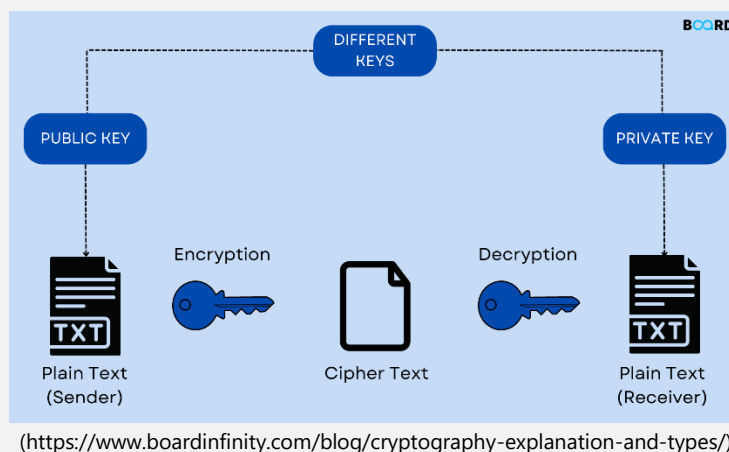 DIFFERENT
KEYS
PUBLIC KEY
PRIVATE KEY
Encryption
Decryption
TXT
TXT
Plain Text
(Sender)
Cipher Text
Plain Text
(Receiver)
(https://www.boardinfinity.com/blog/cryptography-explanation-and-types/)